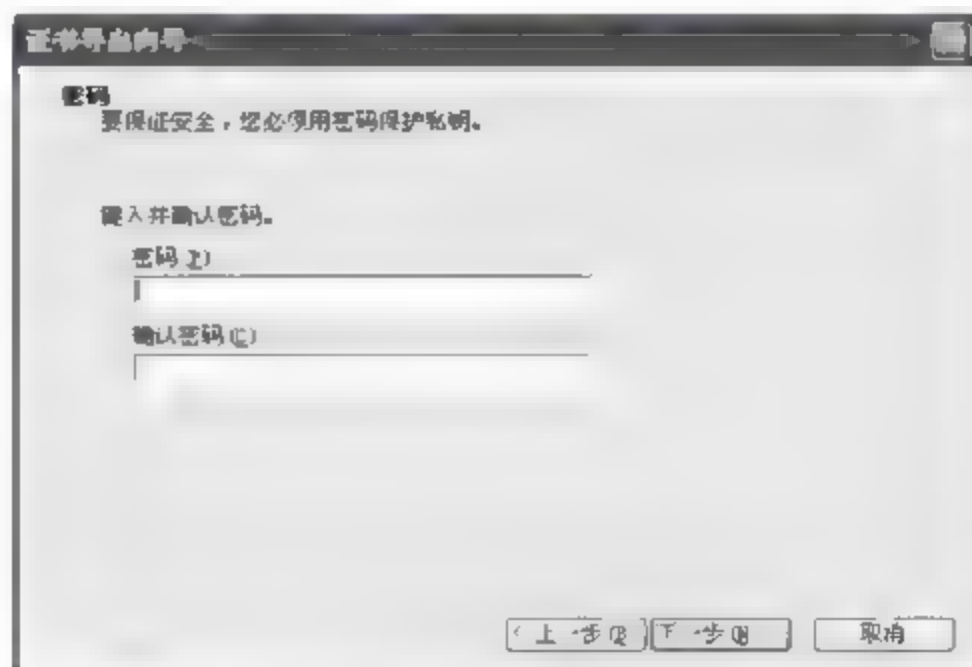 证书导出向导
密码
要保证安全，您必须用密码保护私钥。
键入并确认密码。
密码(P)
确认密码(C)
< 上一步(B) 下一步(N) 取消